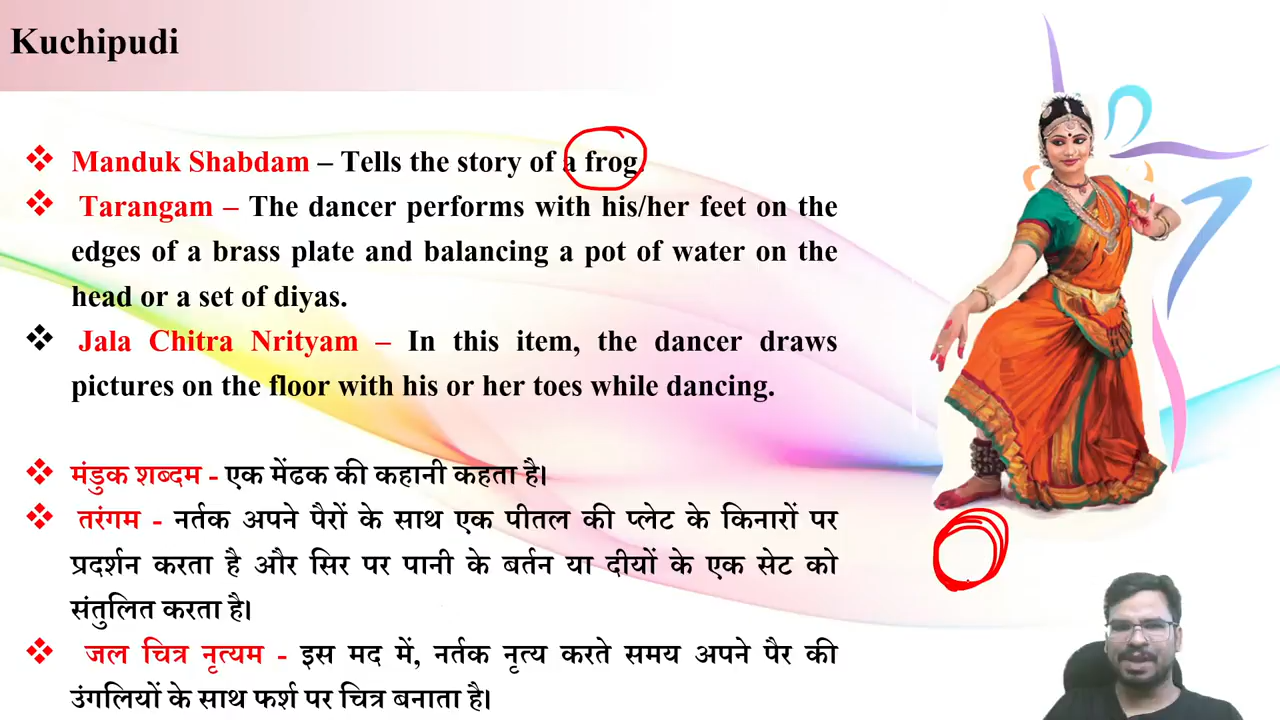 Kuchipudi
❖ Manduk Shabdam – Tells the story of a frog.
❖ Tarangam – The dancer performs with his/her feet on the
edges of a brass plate and balancing a pot of water on the
head or a set of diyas.
❖ Jala Chitra Nrityam – In this item, the dancer draws
pictures on the floor with his or her toes while dancing.
❖ मंडुक शब्दम - एक मेंढक की कहानी कहता है।
❖ तरंगम - नर्तक अपने पैरों के साथ एक पीतल की प्लेट के किनारों पर
प्रदर्शन करता है और सिर पर पानी के बर्तन या दीयों के एक सेट को
संतुलित करता है।
❖ जल चित्र नृत्यम - इस मद में, नर्तक नृत्य करते समय अपने पैर की
उंगलियों के साथ फर्श पर चित्र बनाता है।